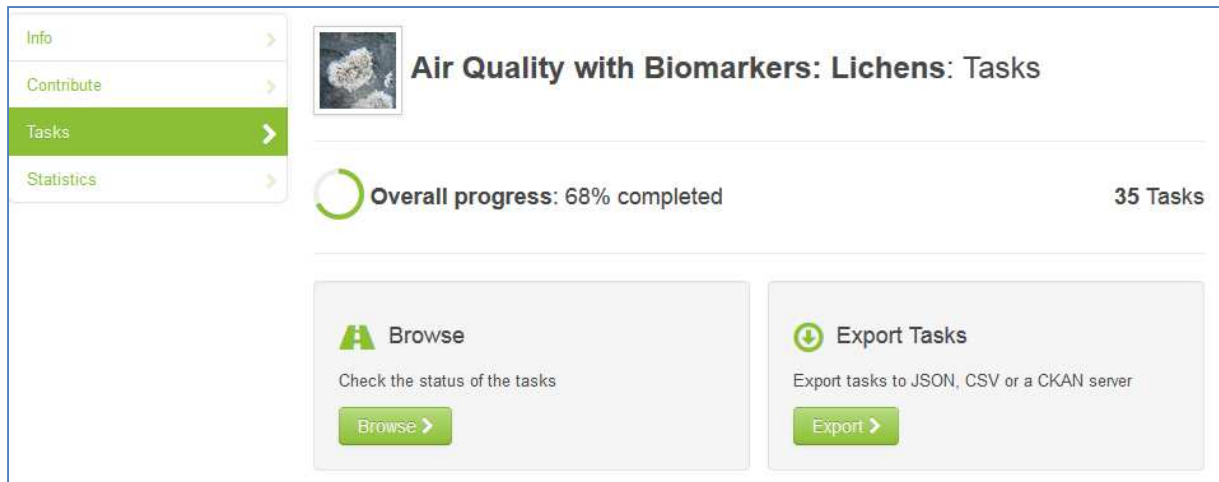 Info
Contribute
Tasks
Statistics
Air Quality with Biomarkers: Lichens: Tasks
Overall progress: 68% completed
35 Tasks
Browse
Check the status of the tasks
Browse
Export Tasks
Export tasks to JSON, CSV or a CKAN server
Export